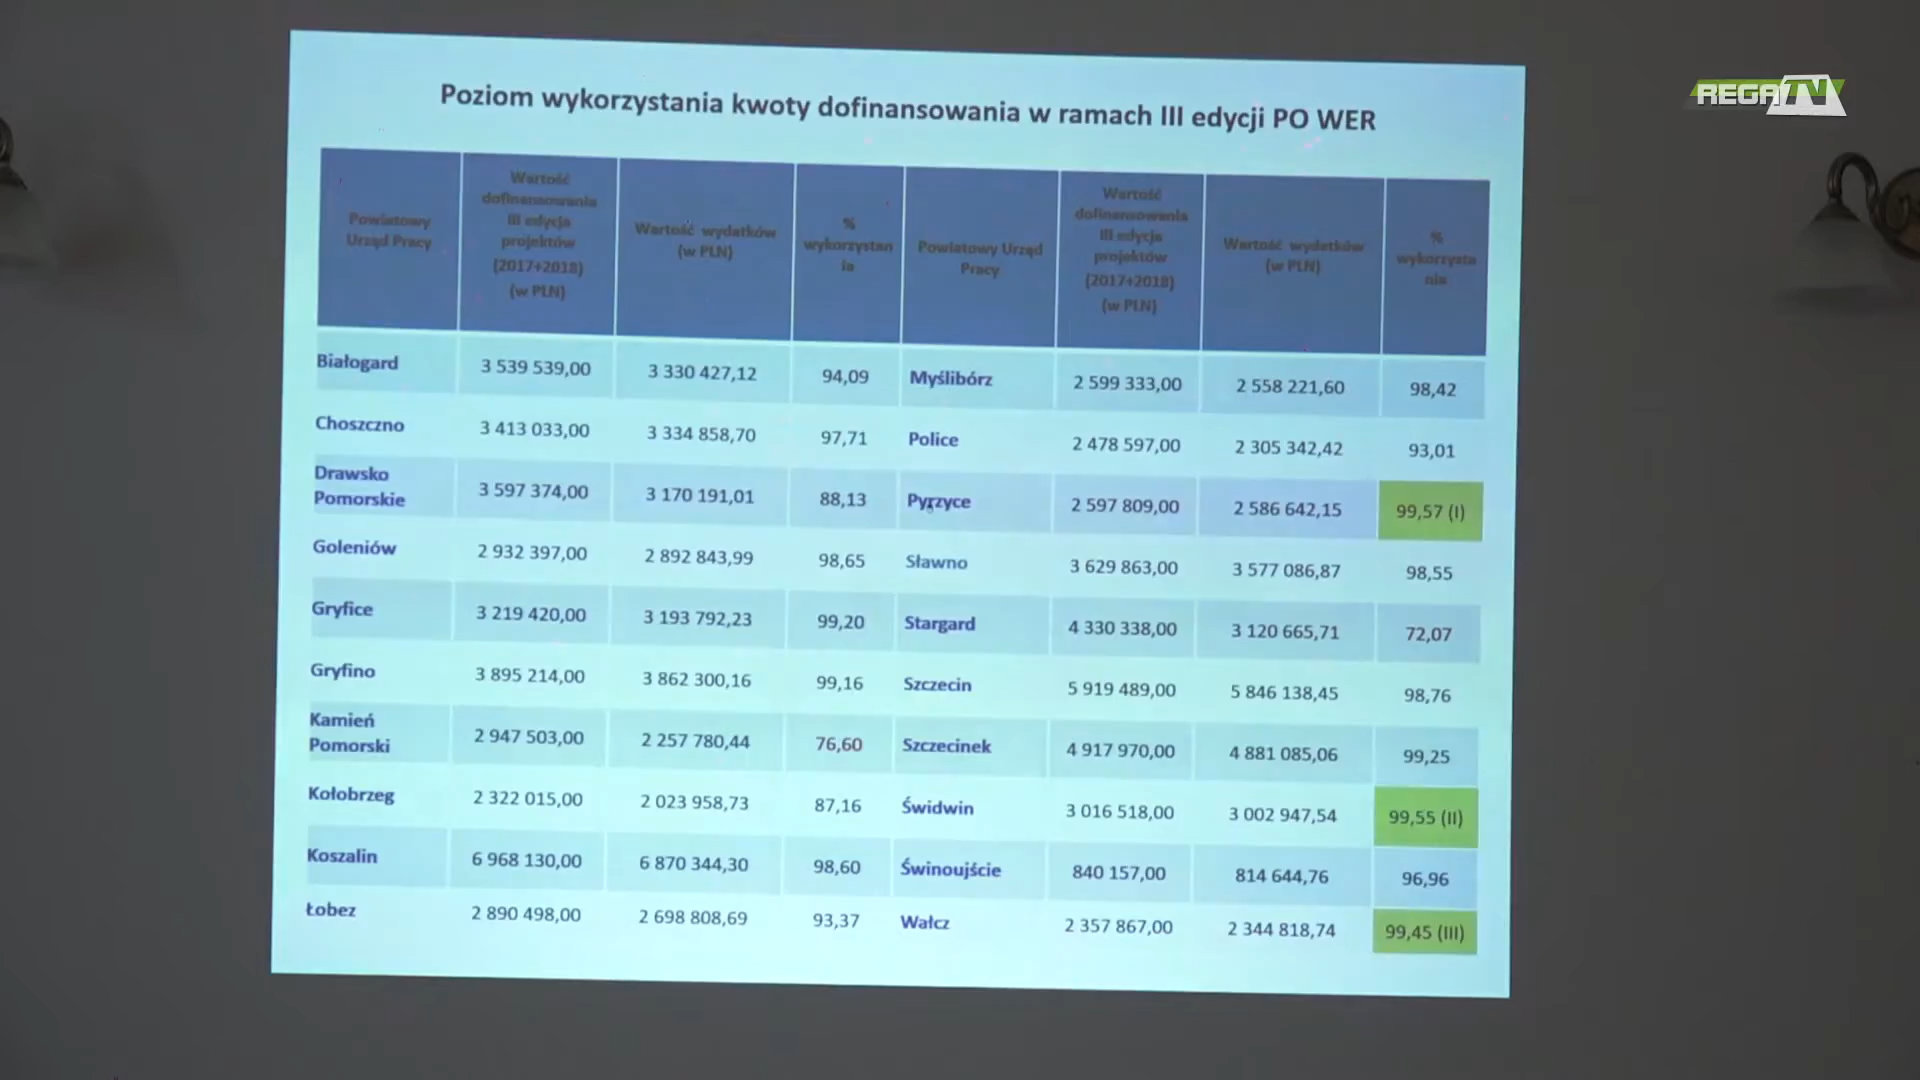 REGA TV
Poziom wykorzystania kwoty dofinansowania w ramach III edycji PO WER
Powiatowy
Urząd Pracy
Wartość
dofinansowania
III edycja
projektów
(2017+2018)
(w PLN)
Wartość wydatków
(w PLN)
%
wykorzystan
ia
Powiatowy Urząd
Pracy
Wartość
dofinansowania
III edycja
projektów
(2017+2018)
(w PLN)
Wartość wydatków
(w PLN)
%
wykorzysta
nia
Białogard 3 539 539,00 3 330 427,12 94,09 Myślibórz 2 599 333,00 2 558 221,60 98,42
Choszczno 3 413 033,00 3 334 858,70 97,71 Police 2 478 597,00 2 305 342,42 93,01
Drawsko
Pomorskie 3 597 374,00 3 170 191,01 88,13 Pyrzyce 2 597 809,00 2 586 642,15 99,57 (I)
Goleniów 2 932 397,00 2 892 843,99 98,65 Sławno 3 629 863,00 3 577 086,87 98,55
Gryfice 3 219 420,00 3 193 792,23 99,20 Stargard 4 330 338,00 3 120 665,71 72,07
Gryfino 3 895 214,00 3 862 300,16 99,16 Szczecin 5 919 489,00 5 846 138,45 98,76
Kamień
Pomorski 2 947 503,00 2 257 780,44 76,60 Szczecinek 4 917 970,00 4 881 085,06 99,25
Kołobrzeg 2 322 015,00 2 023 958,73 87,16 Świdwin 3 016 518,00 3 002 947,54 99,55 (II)
Koszalin 6 968 130,00 6 870 344,30 98,60 Świnoujście 840 157,00 814 644,76 96,96
Łobez 2 890 498,00 2 698 808,69 93,37 Wałcz 2 357 867,00 2 344 818,74 99,45 (III)